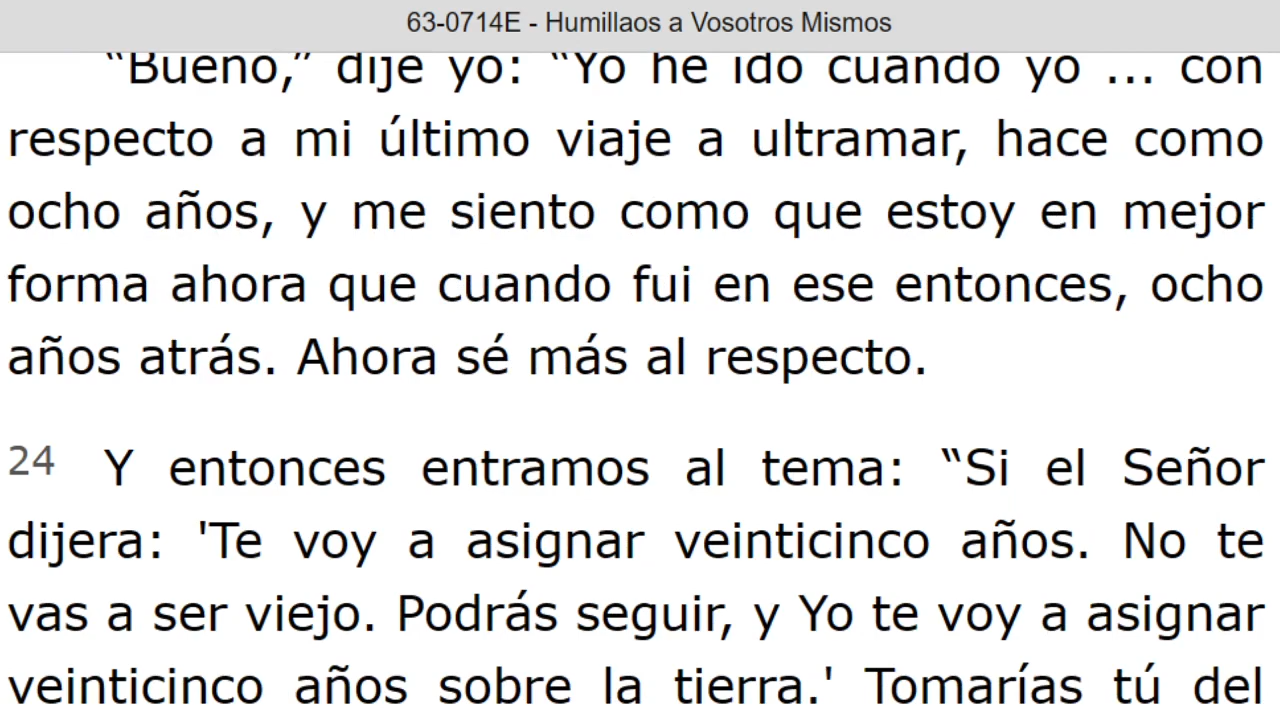 63-0714E - Humillaos a Vosotros Mismos
“Bueno,” dije yo: “Yo he ido cuando yo ... con
respecto a mi último viaje a ultramar, hace como
ocho años, y me siento como que estoy en mejor
forma ahora que cuando fui en ese entonces, ocho
años atrás. Ahora sé más al respecto.
24 Y entonces entramos al tema: “Si el Señor
dijera: 'Te voy a asignar veinticinco años. No te
vas a ser viejo. Podrás seguir, y Yo te voy a asignar
veinticinco años sobre la tierra.' Tomarías tú del